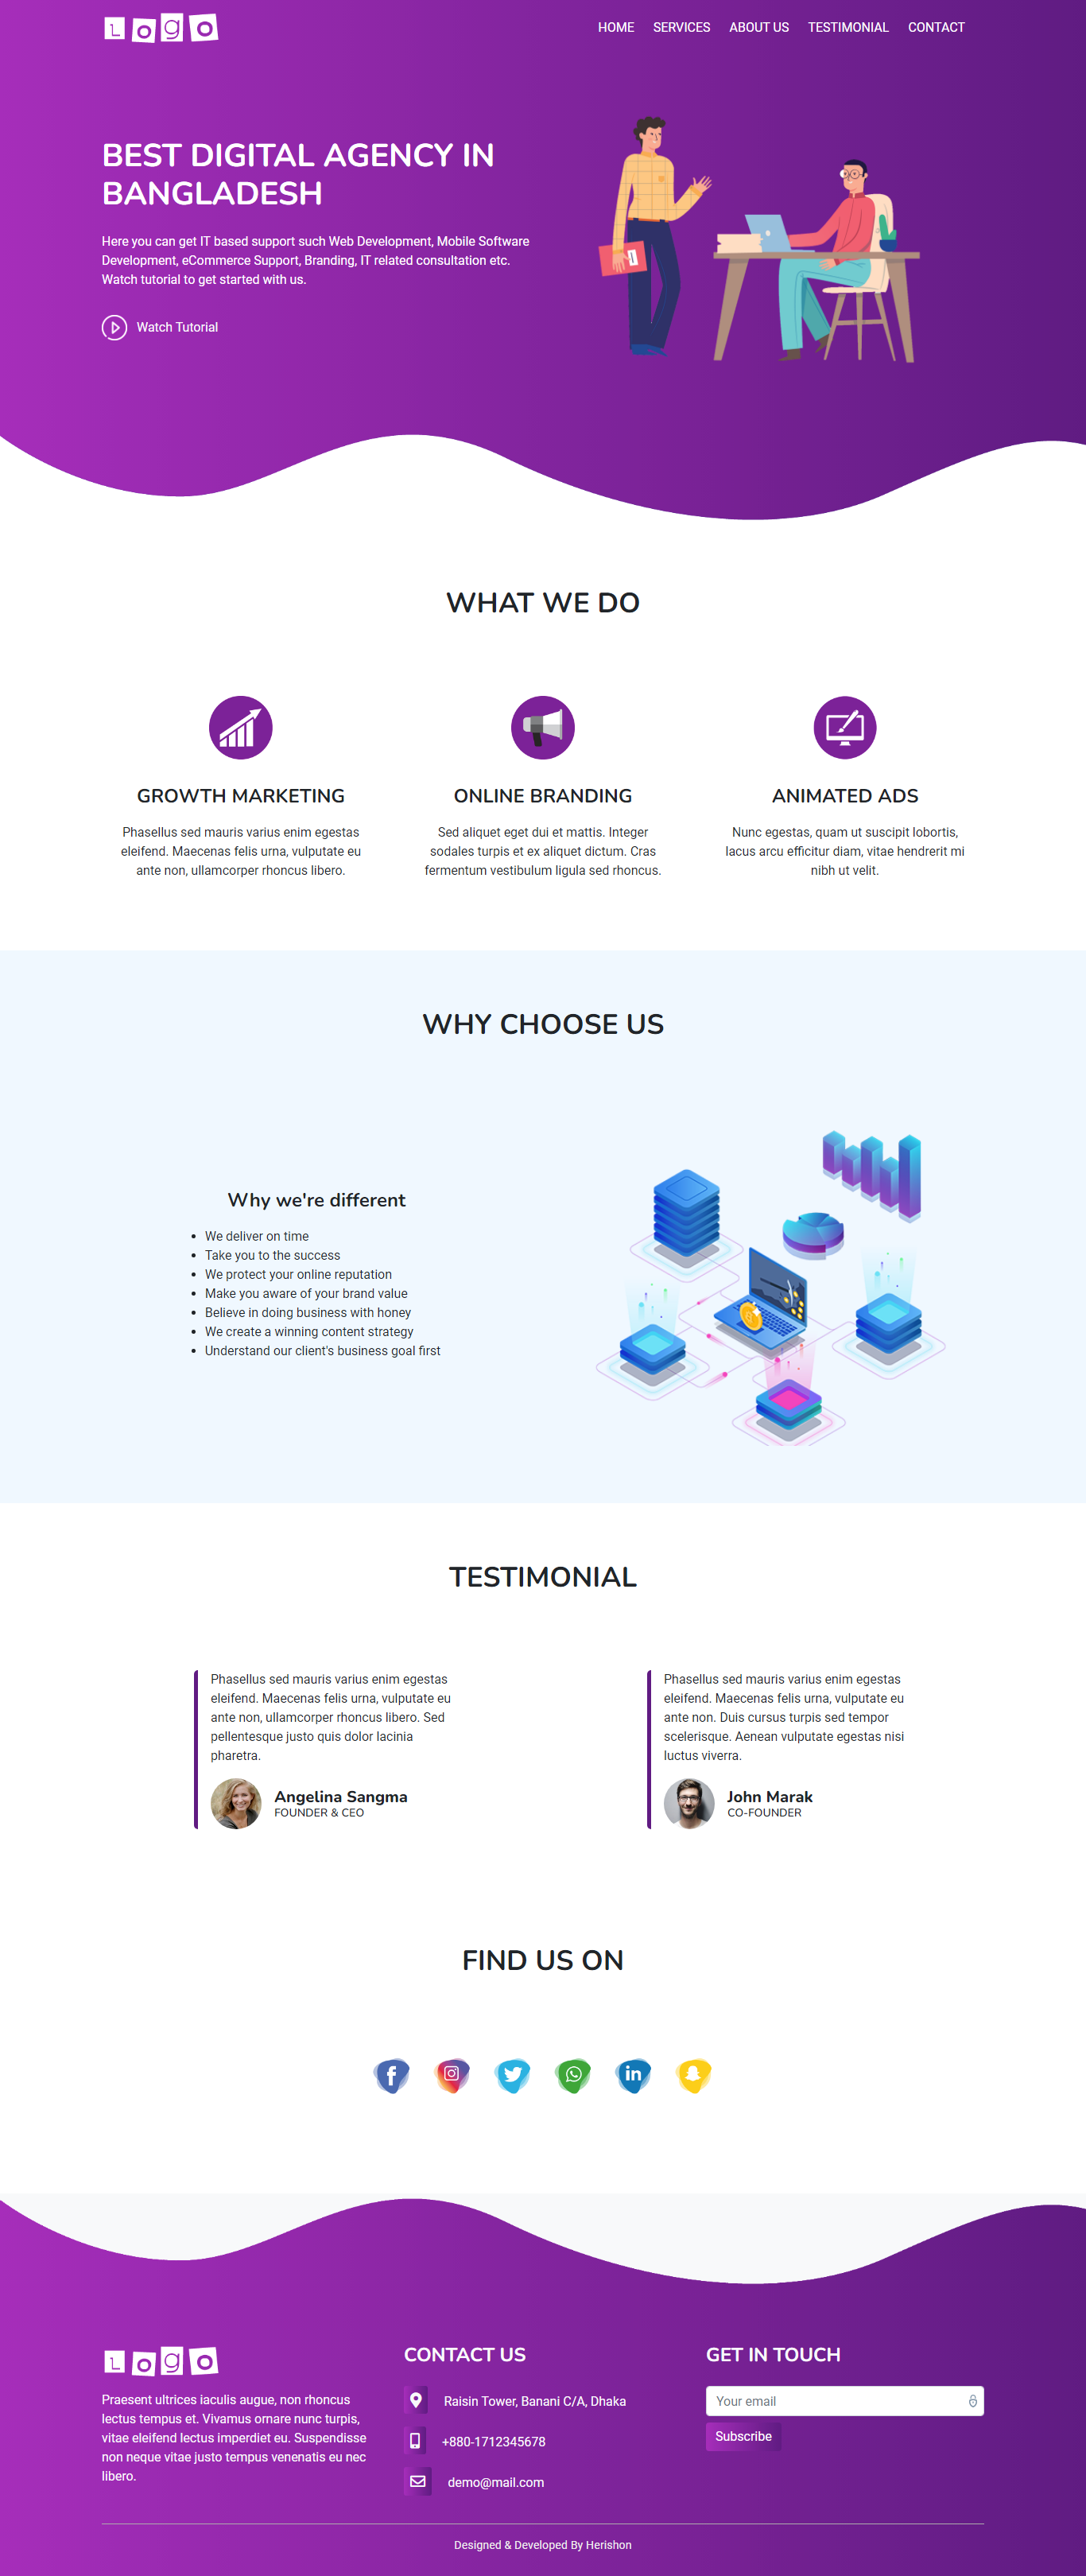 LOGO
HOME SERVICES ABOUT US TESTIMONIAL CONTACT
BEST DIGITAL AGENCY IN
BANGLADESH
Here you can get IT based support such Web Development, Mobile Software
Development, eCommerce Support, Branding, IT related consultation etc.
Watch tutorial to get started with us.
Watch Tutorial
WHAT WE DO
GROWTH MARKETING
Phasellus sed mauris varius enim egestas
eleifend. Maecenas felis urna, vulputate eu
ante non, ullamcorper rhoncus libero.
ONLINE BRANDING
Sed aliquet eget dui et mattis. Integer
sodales turpis et ex aliquet dictum. Cras
fermentum vestibulum ligula sed rhoncus.
ANIMATED ADS
Nunc egestas, quam ut suscipit lobortis,
lacus arcu efficitur diam, vitae hendrerit mi
nibh ut velit.
WHY CHOOSE US
Why we're different
• We deliver on time
• Take you to the success
• We protect your online reputation
• Make you aware of your brand value
• Believe in doing business with honey
• We create a winning content strategy
• Understand our client's business goal first
TESTIMONIAL
Phasellus sed mauris varius enim egestas
eleifend. Maecenas felis urna, vulputate eu
ante non, ullamcorper rhoncus libero. Sed
pellentesque justo quis dolor lacinia
pharetra.
Angelina Sangma
FOUNDER & CEO
Phasellus sed mauris varius enim egestas
eleifend. Maecenas felis urna, vulputate eu
ante non. Duis cursus turpis sed tempor
scelerisque. Aenean vulputate egestas nisi
luctus viverra.
John Marak
CO-FOUNDER
FIND US ON
LOGO
Praesent ultrices iaculis augue, non rhoncus
lectus tempus et. Vivamus ornare nunc turpis,
vitae eleifend lectus imperdiet eu. Suspendisse
non neque vitae justo tempus venenatis eu nec
libero.
CONTACT US
Raisin Tower, Banani C/A, Dhaka
+880-1712345678
demo@mail.com
GET IN TOUCH
Your email
Subscribe
Designed & Developed By Herishon